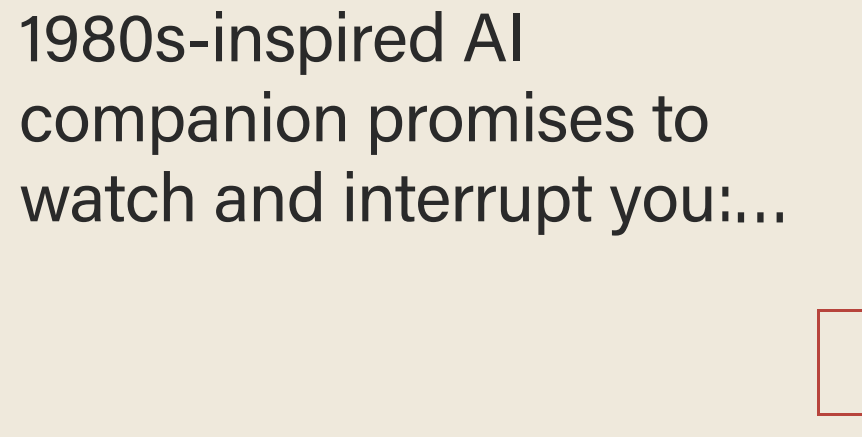 1980s-inspired AI
companion promises to
watch and interrupt you:...